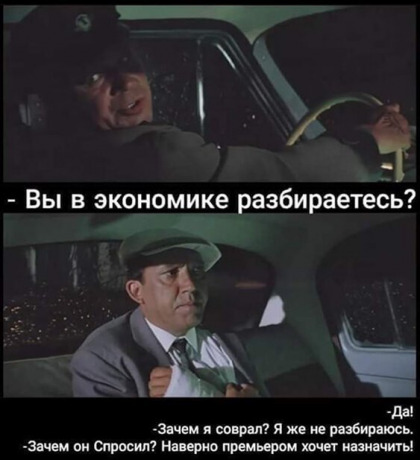 - Вы в экономике разбираетесь?
-Да!
-Зачем я соврал? Я же не разбираюсь.
-Зачем он Спросил? Наверно премьером хочет назначить!